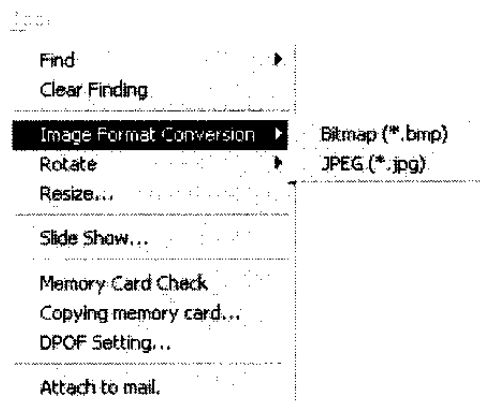 Find
Clear Finding
Image Format Conversion
Bitmap (*.bmp)
Rotate
JPEG (*.jpg)
Resize...
Slide Show...
Memory Card Check
Copying memory card...
DPOF Setting...
Attach to mail.